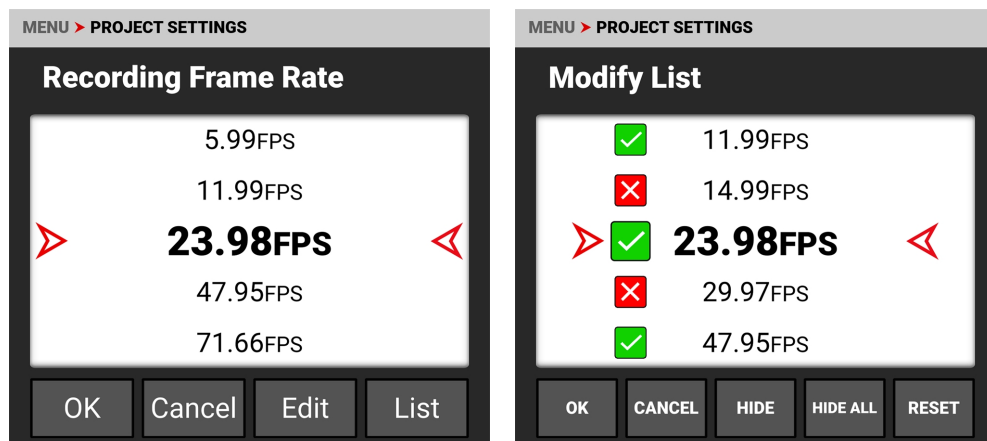 MENU PROJECT SETTINGS
Recording Frame Rate
5.99FPS
11.99FPS
23.98FPS
47.95FPS
71.66FPS
OK Cancel Edit List
MENU PROJECT SETTINGS
Modify List
11.99FPS
14.99FPS
23.98FPS
29.97FPS
47.95FPS
OK CANCEL HIDE HIDE ALL RESET